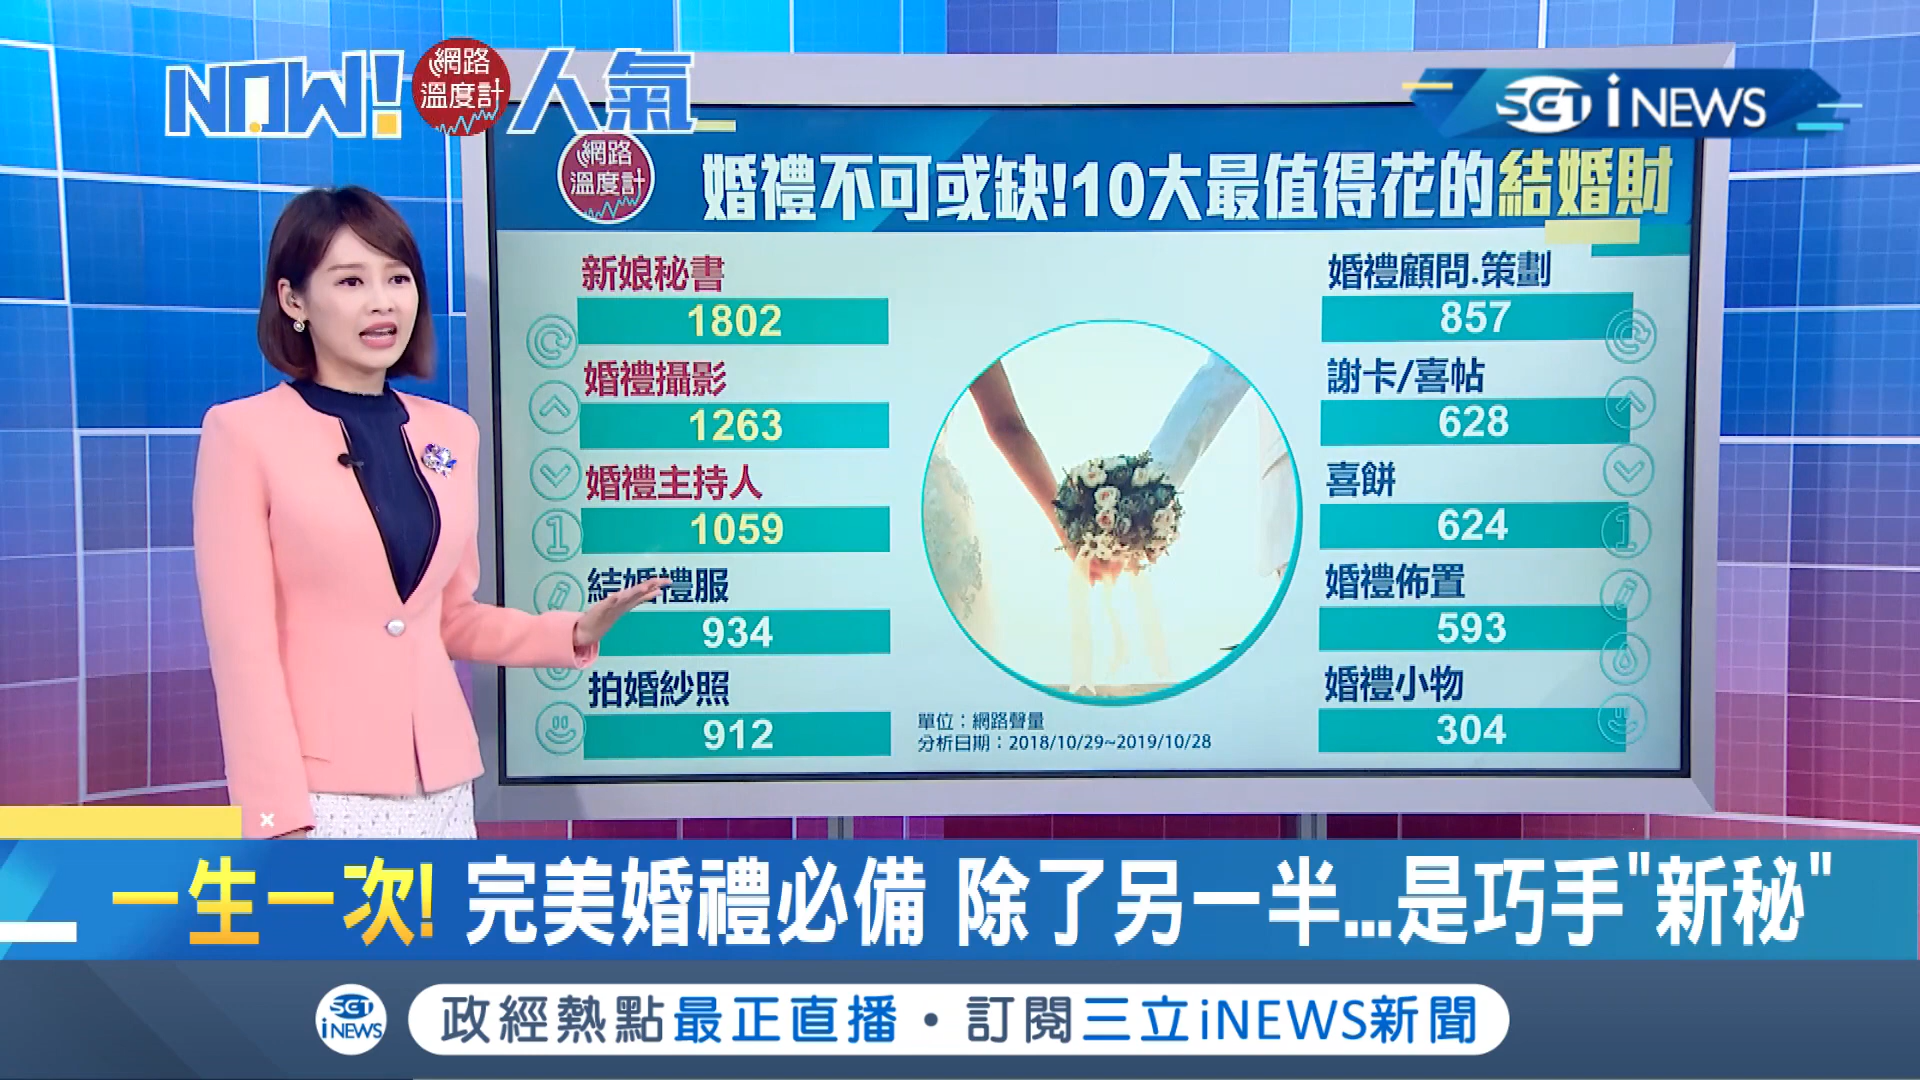 NOW! 網路溫度計 人氣
SET iNEWS
網路
溫度計
婚禮不可或缺!10大最值得花的結婚財
新娘秘書
1802
婚禮攝影
1263
婚禮主持人
1059
結婚禮服
934
拍婚紗照
912
婚禮顧問.策劃
857
謝卡/喜帖
628
喜餅
624
婚禮佈置
593
婚禮小物
304
單位：網路聲量
分析日期：2018/10/29~2019/10/28
一生一次! 完美婚禮必備 除了另一半...是巧手"新秘"
SET iNEWS
政經熱點最正直播・訂閱三立iNEWS新聞